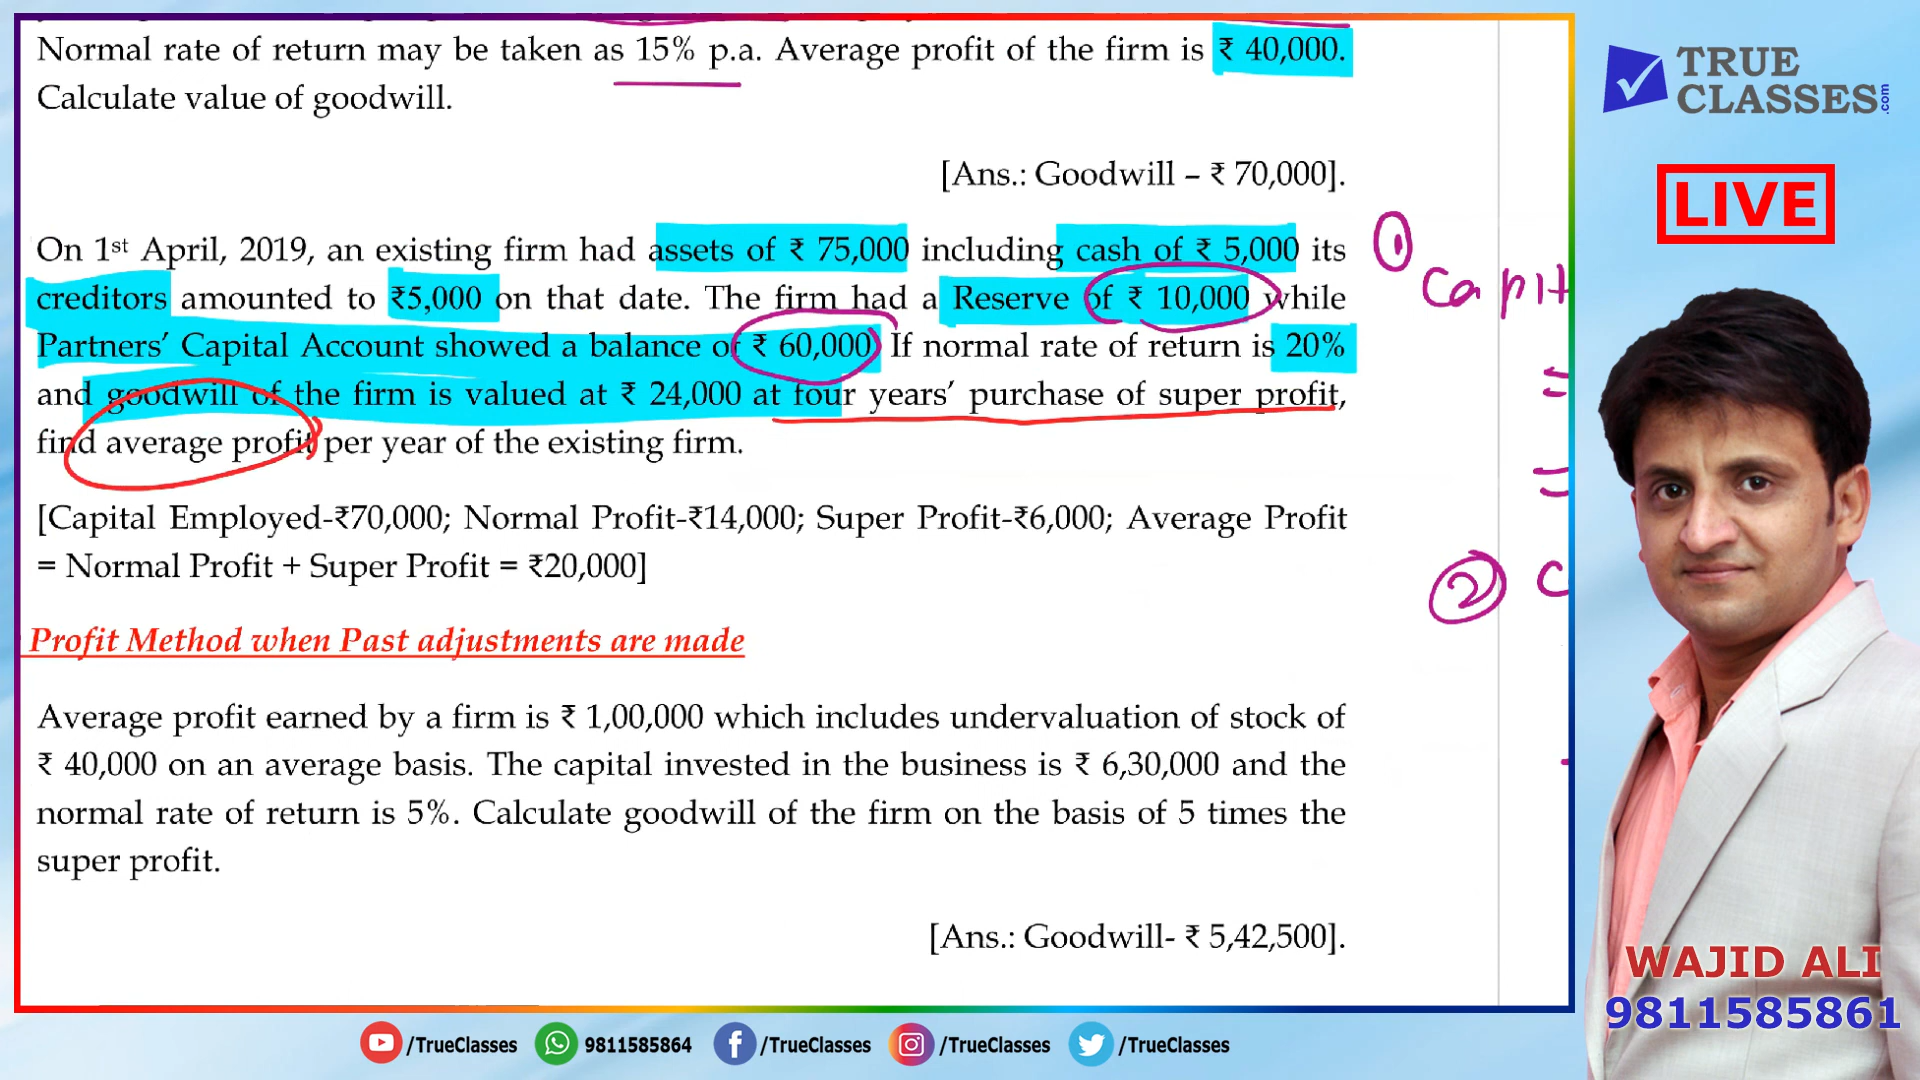 Normal rate of return may be taken as 15% p.a. Average profit of the firm is ₹ 40,000.
Calculate value of goodwill.
[Ans.: Goodwill – ₹ 70,000].
On 1st April, 2019, an existing firm had assets of ₹ 75,000 including cash of ₹ 5,000 its
creditors amounted to ₹5,000 on that date. The firm had a Reserve of ₹ 10,000 while
Partners’ Capital Account showed a balance of ₹ 60,000 If normal rate of return is 20%
and goodwill of the firm is valued at ₹ 24,000 at four years’ purchase of super profit,
find average profit per year of the existing firm.
[Capital Employed-₹70,000; Normal Profit-₹14,000; Super Profit-₹6,000; Average Profit
= Normal Profit + Super Profit = ₹20,000]
Profit Method when Past adjustments are made
Average profit earned by a firm is ₹ 1,00,000 which includes undervaluation of stock of
₹ 40,000 on an average basis. The capital invested in the business is ₹ 6,30,000 and the
normal rate of return is 5%. Calculate goodwill of the firm on the basis of 5 times the
super profit.
[Ans.: Goodwill- ₹ 5,42,500].
①
Capit
=
=
② C
TRUE
CLASSES.com
LIVE
WAJID ALI
9811585861
/TrueClasses 9811585864 /TrueClasses /TrueClasses /TrueClasses